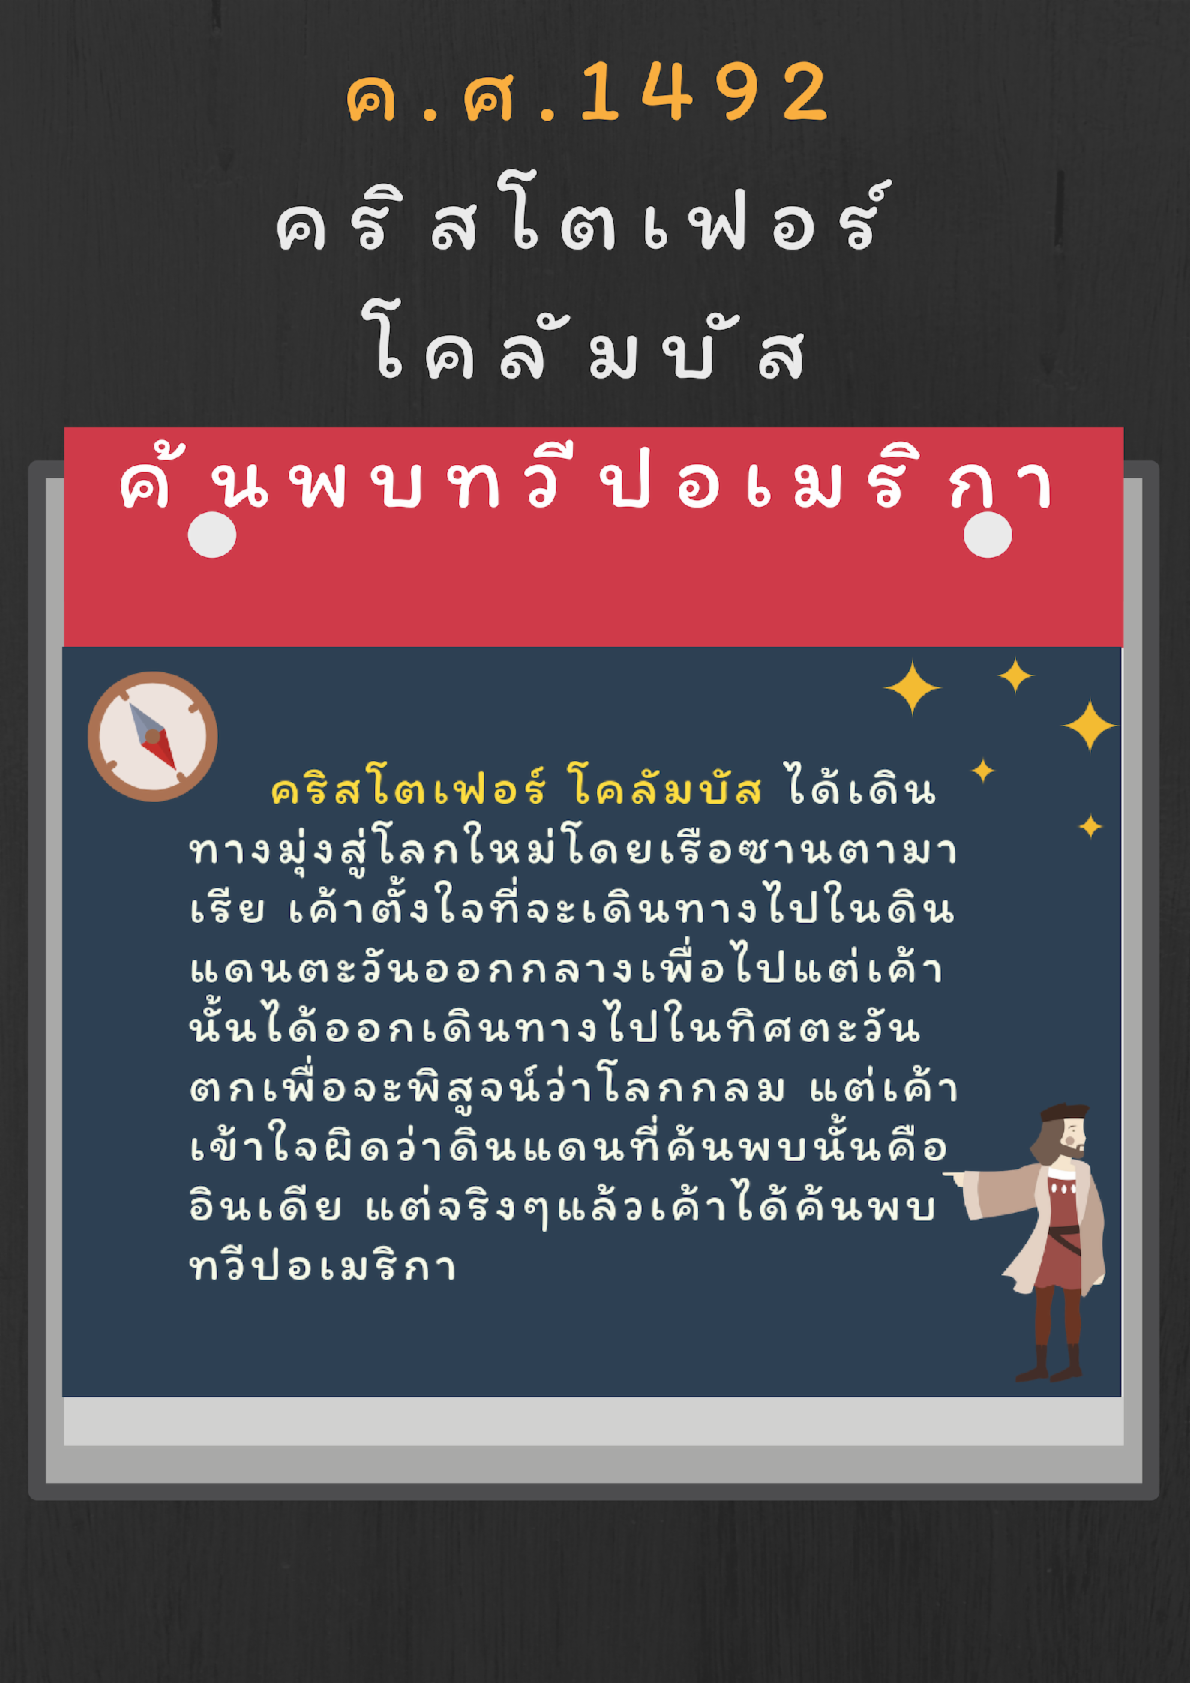 ค.ศ.1492
คริสโตเฟอร์
โคลัมบัส
ค้นพบทวีปอเมริกา
คริสโตเฟอร์ โคลัมบัส ได้เดิน
ทางมุ่งสู่โลกใหม่โดยเรือซานตามา
เรีย เค้าตั้งใจที่จะเดินทางไปในดิน
แดนตะวันออกกลางเพื่อไปแต่เค้า
นั้นได้ออกเดินทางไปในทิศตะวัน
ตกเพื่อจะพิสูจน์ว่าโลกกลม แต่เค้า
เข้าใจผิดว่าดินแดนที่ค้นพบนั้นคือ
อินเดีย แต่จริงๆแล้วเค้าได้ค้นพบ
ทวีปอเมริกา